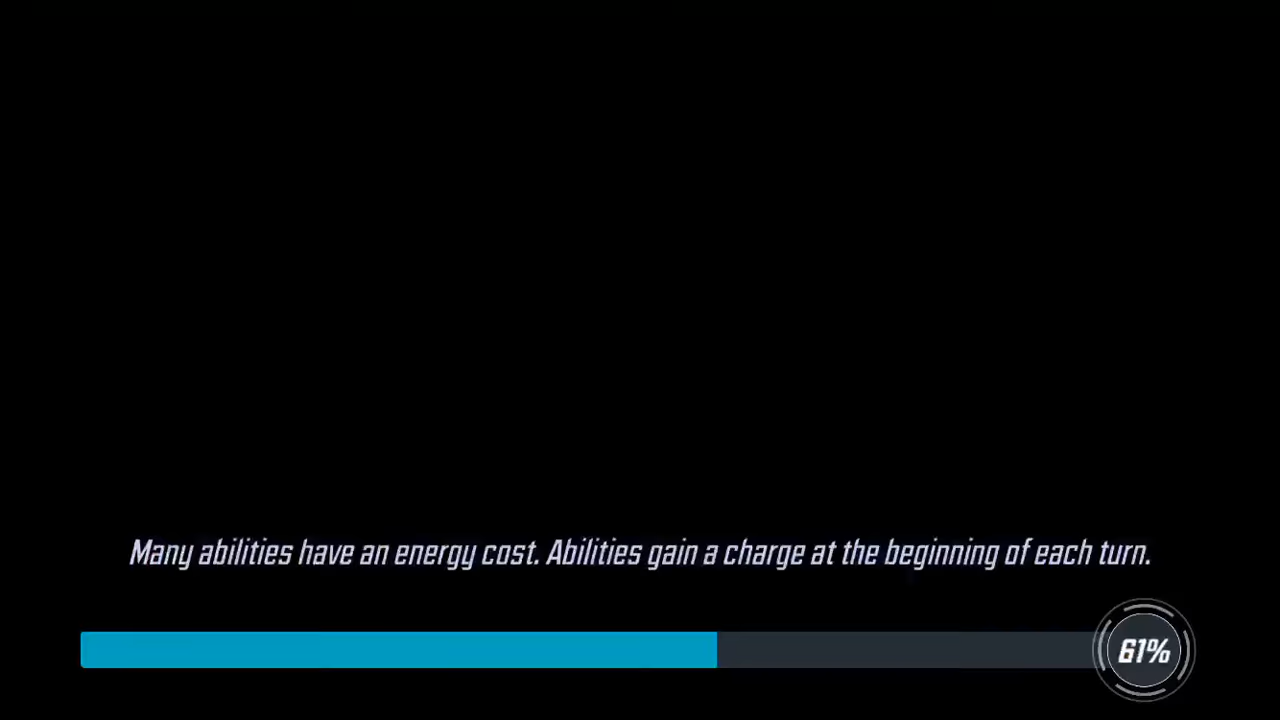 Many abilities have an energy cost. Abilities gain a charge at the beginning of each turn.
61%